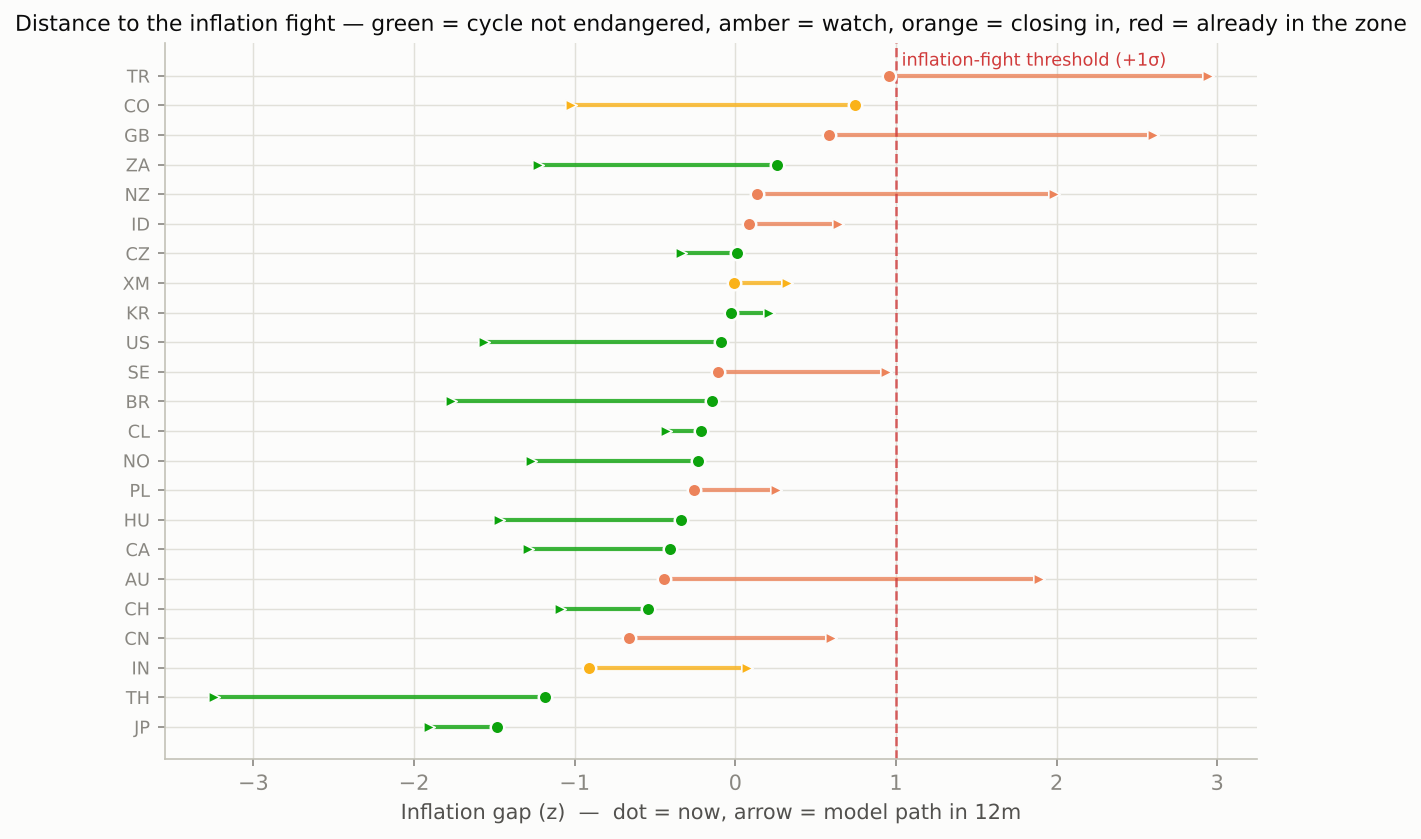 Distance to the inflation fight — green = cycle not endangered, amber = watch, orange = closing in, red = already in the zone
inflation-fight threshold (+1σ)
TR
CO
GB
ZA
NZ
ID
CZ
XM
KR
US
SE
BR
CL
NO
PL
HU
CA
AU
CH
CN
IN
TH
JP
−3 −2 −1 0 1 2 3
Inflation gap (z) — dot = now, arrow = model path in 12m